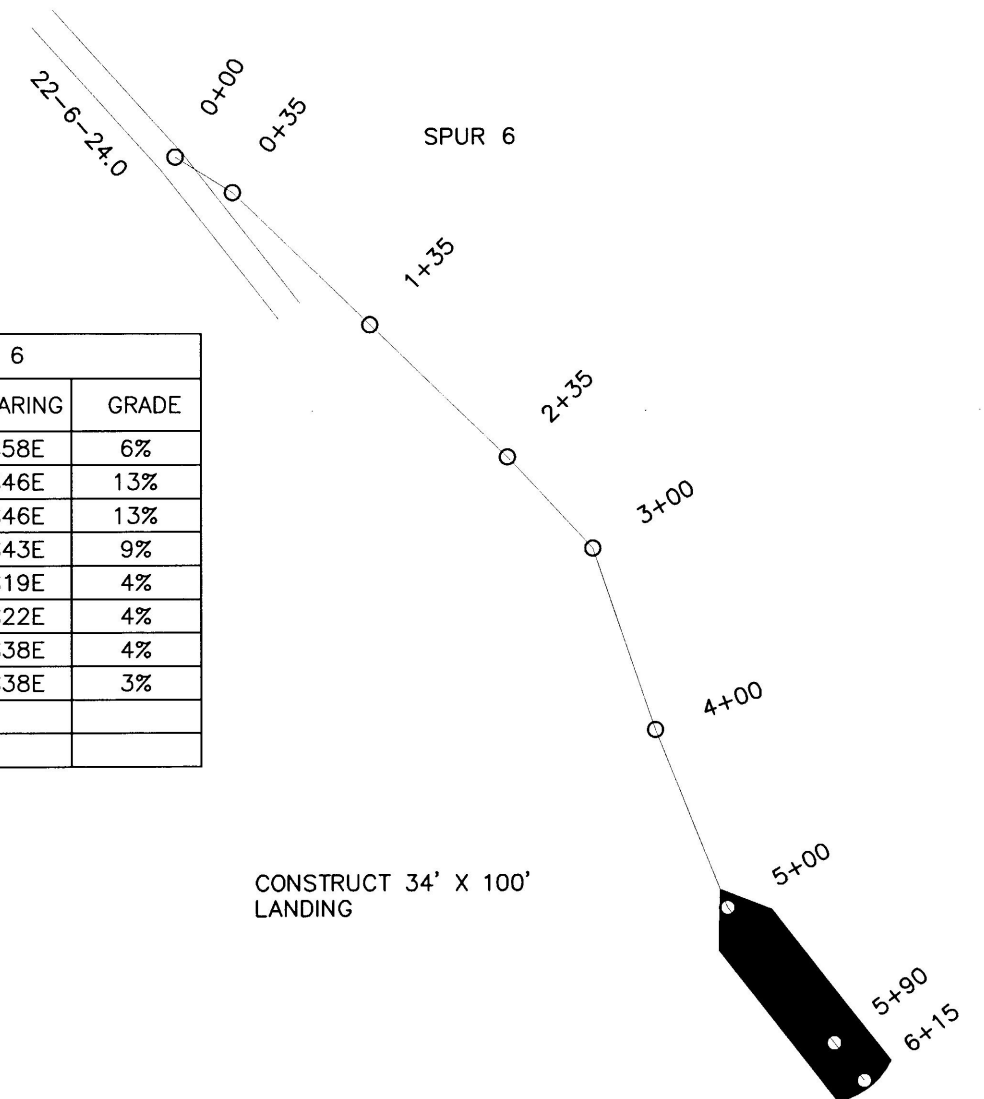 0+00
0+35
SPUR 6
22-6-24.0
1+35
2+35
3+00
4+00
5+00
5+90
6+15
6
GRADE
58E 6%
46E 13%
46E 13%
43E 9%
19E 4%
22E 4%
38E 4%
38E 3%
CONSTRUCT 34' X 100'
LANDING